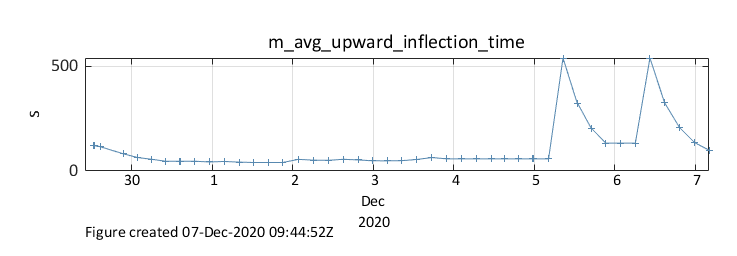 m_avg_upward_inflection_time
500
s
0
30 1 2 3 4 5 6 7
Dec
2020
Figure created 07-Dec-2020 09:44:52Z